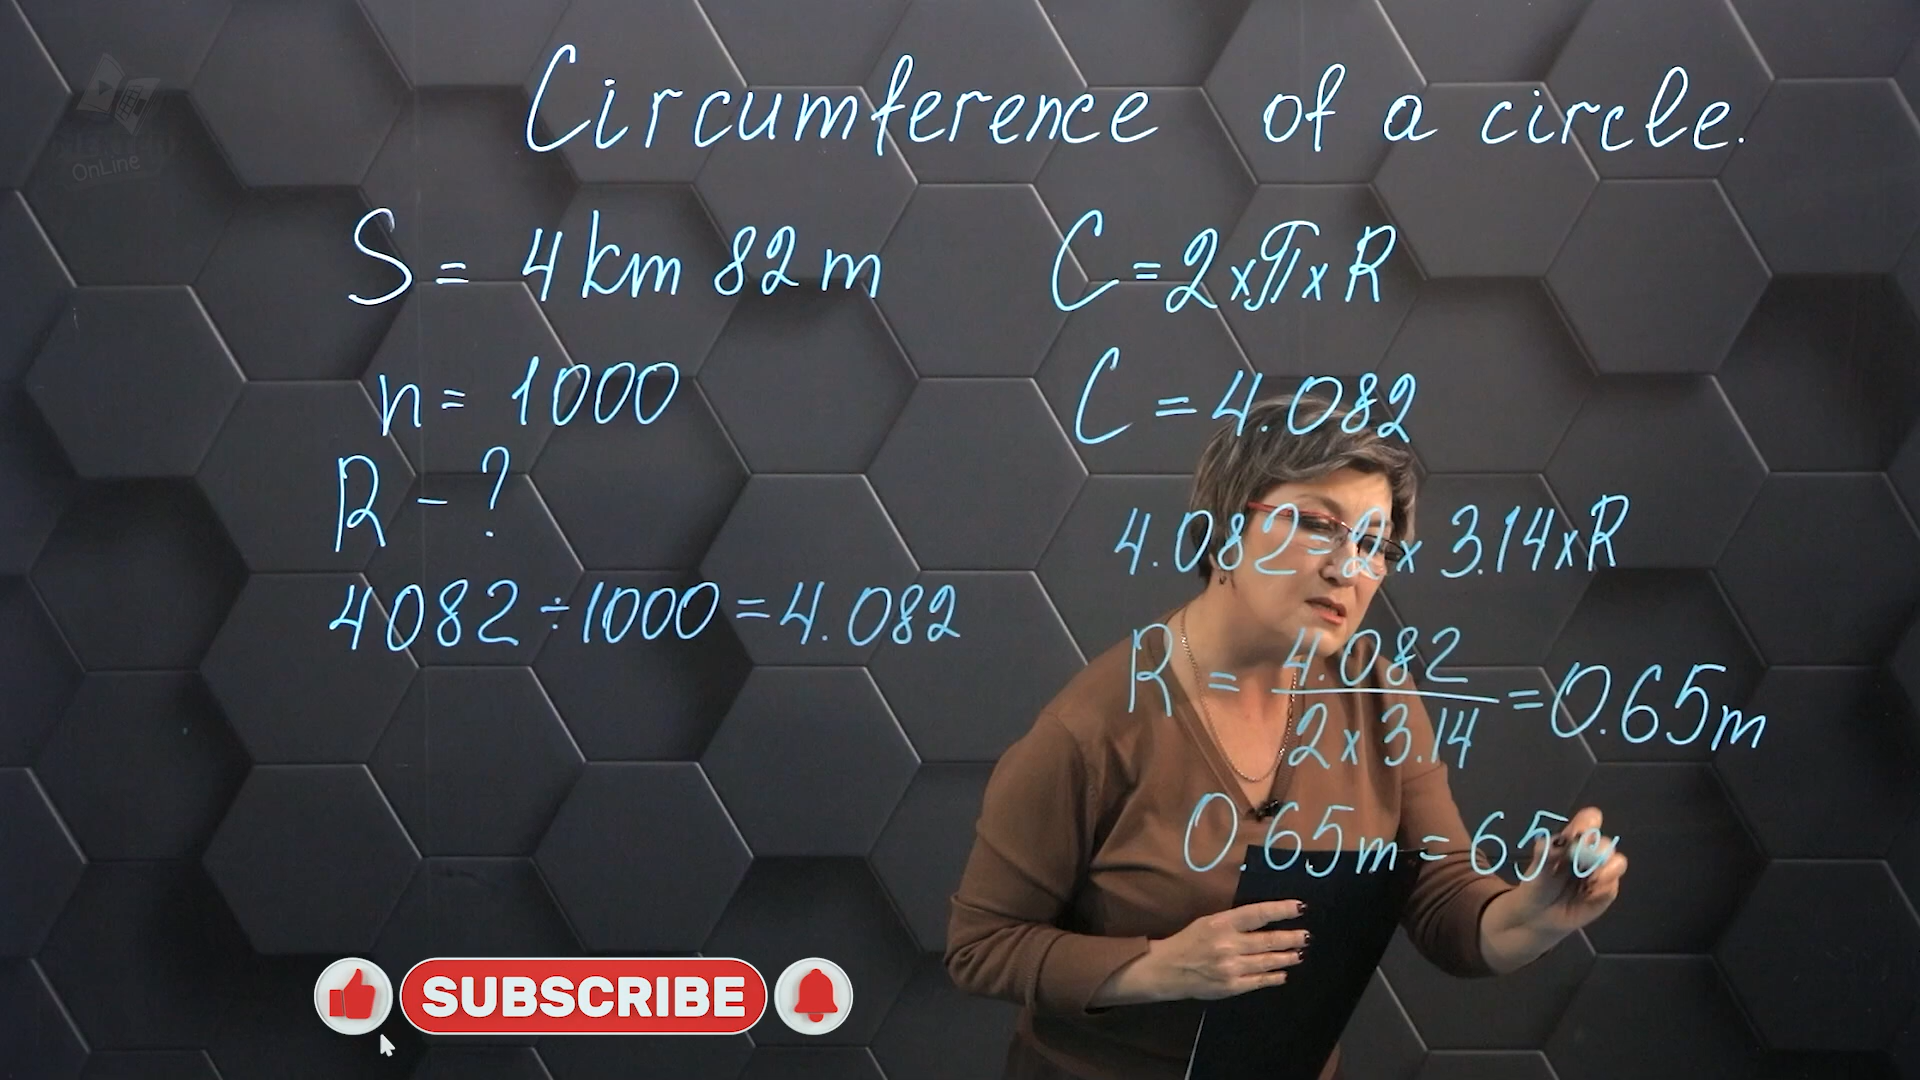 Circumference of a circle.
S = 4 km 82 m
n = 1000
R - ?
4082 ÷ 1000 = 4.082
C = 2 x π x R
C = 4.082
4.082 = 2 x 3.14 x R
R = 4.082 / 2 x 3.14 = 0.65 m
0.65 m = 65 c
SUBSCRIBE
OnLine